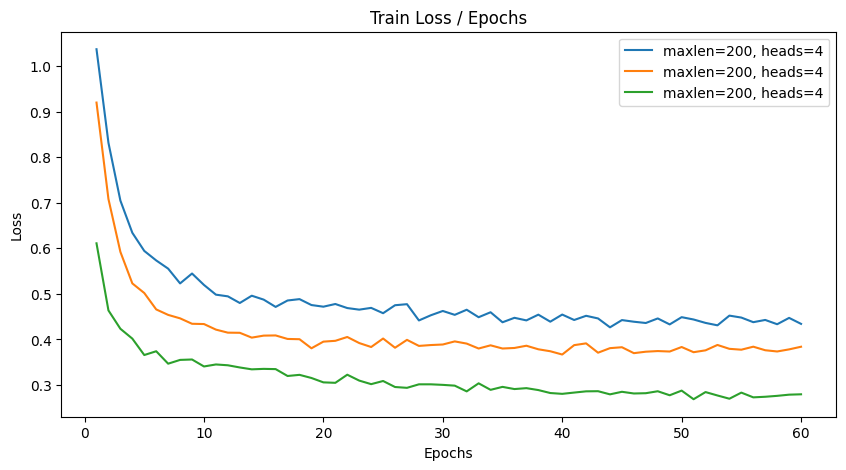 Train Loss / Epochs
maxlen=200, heads=4
maxlen=200, heads=4
maxlen=200, heads=4
1.0
0.9
0.8
0.7
0.6
0.5
0.4
0.3
Loss
0 10 20 30 40 50 60
Epochs